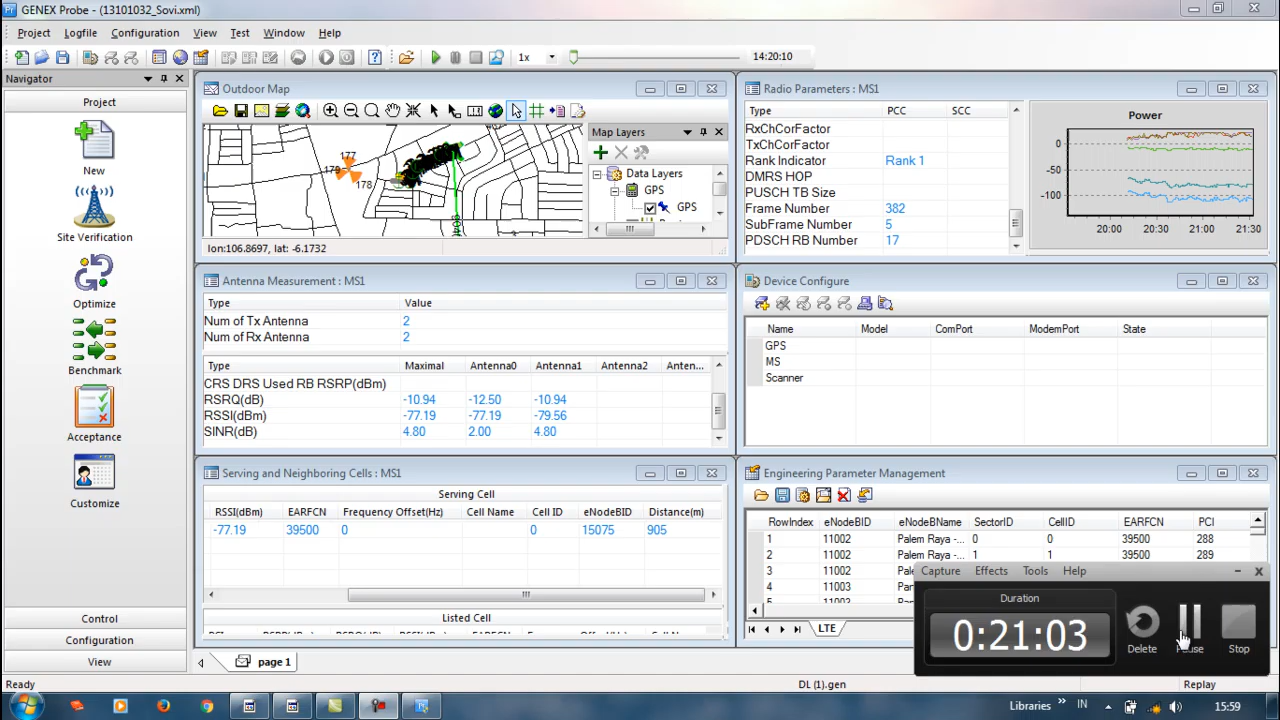 GENEX Probe - (13101032_Sovi.xml)
Project Logfile Configuration View Test Window Help
1x 14:20:10
Navigator
Project
New
Site Verification
Optimize
Benchmark
Acceptance
Customize
Control
Configuration
View
Outdoor Map
177
179
178
Map Layers
Data Layers
GPS
GPS
lon:106.8697, lat: -6.1732
Radio Parameters : MS1
Type PCC SCC
RxChCorFactor
TxChCorFactor
Rank Indicator Rank 1
DMRS HOP
PUSCH TB Size
Frame Number 382
SubFrame Number 5
PDSCH RB Number 17
Power
0
-50
-100
20:00 20:30 21:00 21:30
Antenna Measurement : MS1
Type Value
Num of Tx Antenna 2
Num of Rx Antenna 2
Type Maximal Antenna0 Antenna1 Antenna2 Anten...
CRS DRS Used RB RSRP(dBm)
RSRQ(dB) -10.94 -12.50 -10.94
RSSI(dBm) -77.19 -77.19 -79.56
SINR(dB) 4.80 2.00 4.80
Device Configure
Name Model ComPort ModemPort State
GPS
MS
Scanner
Serving and Neighboring Cells : MS1
Serving Cell
RSSI(dBm) EARFCN Frequency Offset(Hz) Cell Name Cell ID eNodeBID Distance(m)
-77.19 39500 0 0 15075 905
Listed Cell
Engineering Parameter Management
RowIndex eNodeBID eNodeBName SectorID CellID EARFCN PCI
1 11002 Palem Raya -... 0 0 39500 288
2 11002 Palem Raya -... 1 1 39500 289
3 11002 Palem
4 11003 Pan
LTE
Capture Effects Tools Help
Duration
0:21:03
Delete Pause Stop
page 1
Ready DL (1).gen Replay
Libraries IN 15:59